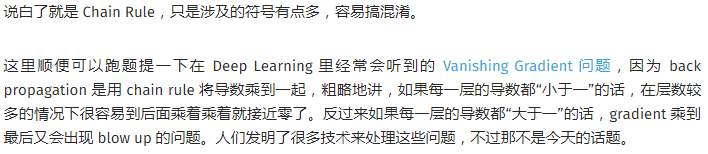 说白了就是 Chain Rule，只是涉及的符号有点多，容易搞混淆。
这里顺便可以跑题提一下在 Deep Learning 里经常会听到的 Vanishing Gradient 问题，因为 back
propagation 是用 chain rule 将导数乘到一起，粗略地讲，如果每一层的导数都“小于一”的话，在层数较
多的情况下很容易到后面乘着乘着就接近零了。反过来如果每一层的导数都“大于一”的话，gradient 乘到
最后又会出现 blow up 的问题。人们发明了很多技术来处理这些问题，不过那不是今天的话题。